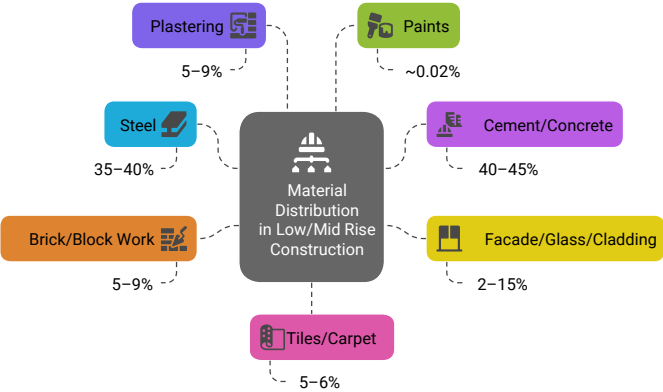 Plastering
5–9%
Paints
~0.02%
Steel
35–40%
Cement/Concrete
40–45%
Material
Distribution
in Low/Mid Rise
Construction
Brick/Block Work
5–9%
Facade/Glass/Cladding
2–15%
Tiles/Carpet
5–6%